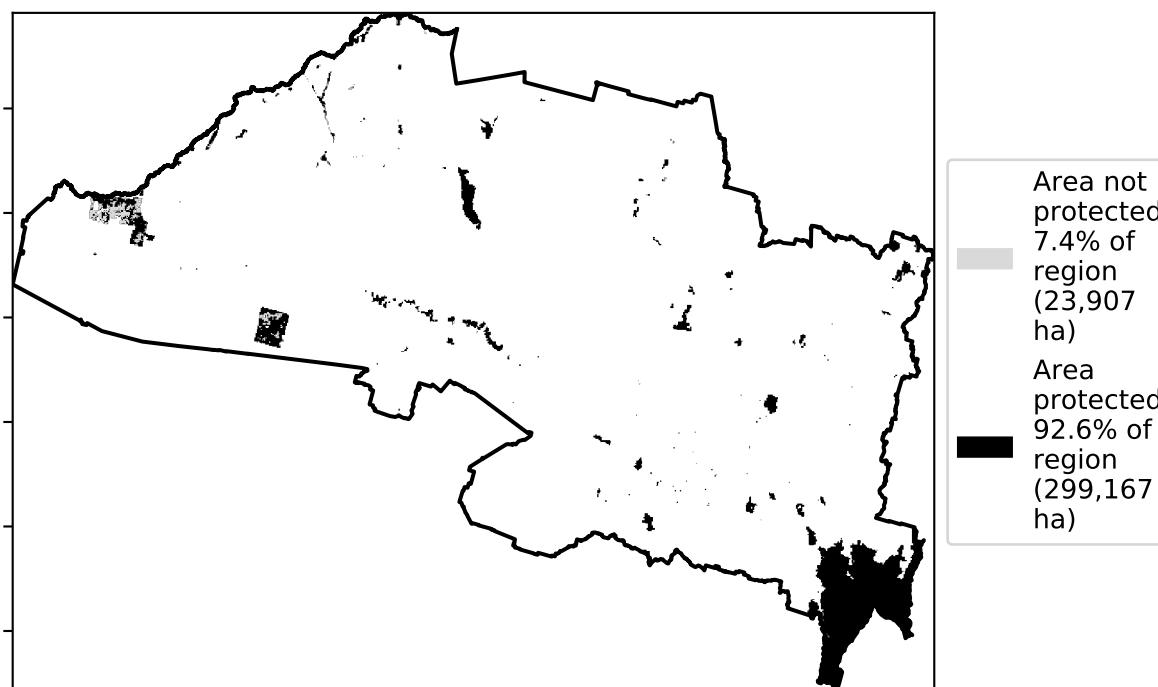 Area not
protected
7.4% of
region
(23,907
ha)
Area
protected
92.6% of
region
(299,167
ha)